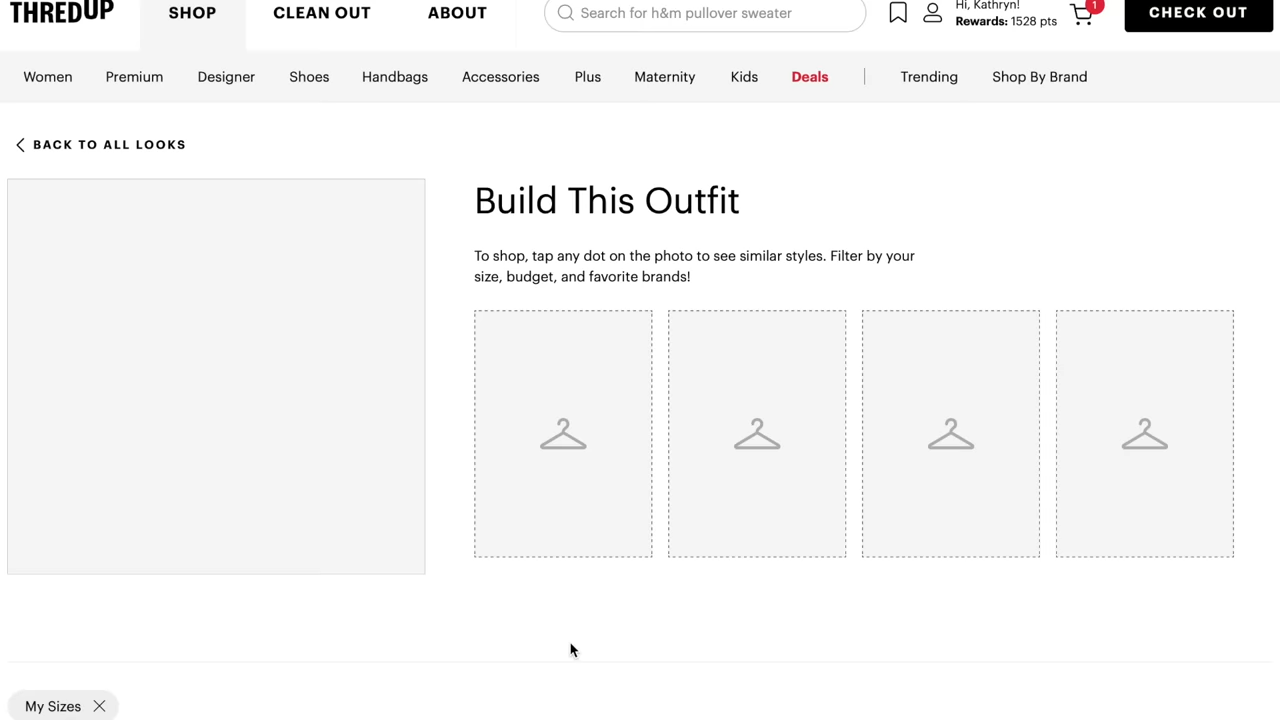 THREDUP
SHOP
CLEAN OUT
ABOUT
Search for h&m pullover sweater
Hi, Kathryn!
Rewards: 1528 pts
1
CHECK OUT
Women
Premium
Designer
Shoes
Handbags
Accessories
Plus
Maternity
Kids
Deals
Trending
Shop By Brand
BACK TO ALL LOOKS
Build This Outfit
To shop, tap any dot on the photo to see similar styles. Filter by your
size, budget, and favorite brands!
My Sizes